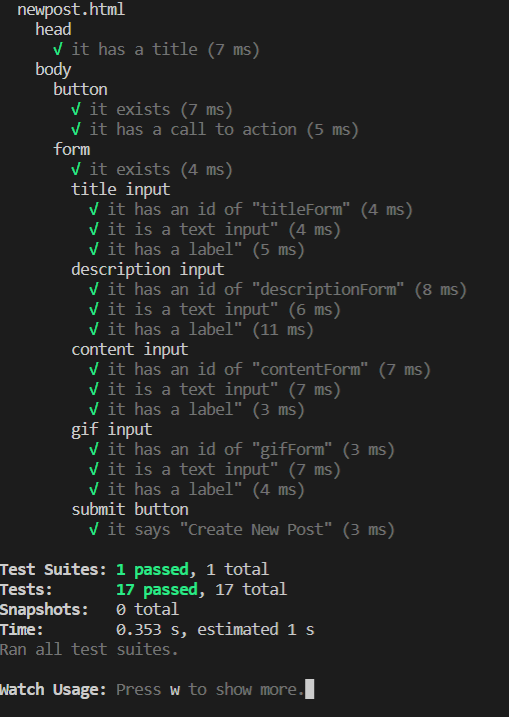 newpost.html
head
√ it has a title (7 ms)
body
button
√ it exists (7 ms)
√ it has a call to action (5 ms)
form
√ it exists (4 ms)
title input
√ it has an id of "titleForm" (4 ms)
√ it is a text input" (4 ms)
√ it has a label" (5 ms)
description input
√ it has an id of "descriptionForm" (8 ms)
√ it is a text input" (6 ms)
√ it has a label" (11 ms)
content input
√ it has an id of "contentForm" (7 ms)
√ it is a text input" (7 ms)
√ it has a label" (3 ms)
gif input
√ it has an id of "gifForm" (3 ms)
√ it is a text input" (7 ms)
√ it has a label" (4 ms)
submit button
√ it says "Create New Post" (3 ms)
Test Suites: 1 passed, 1 total
Tests: 17 passed, 17 total
Snapshots: 0 total
Time: 0.353 s, estimated 1 s
Ran all test suites.
Watch Usage: Press w to show more.